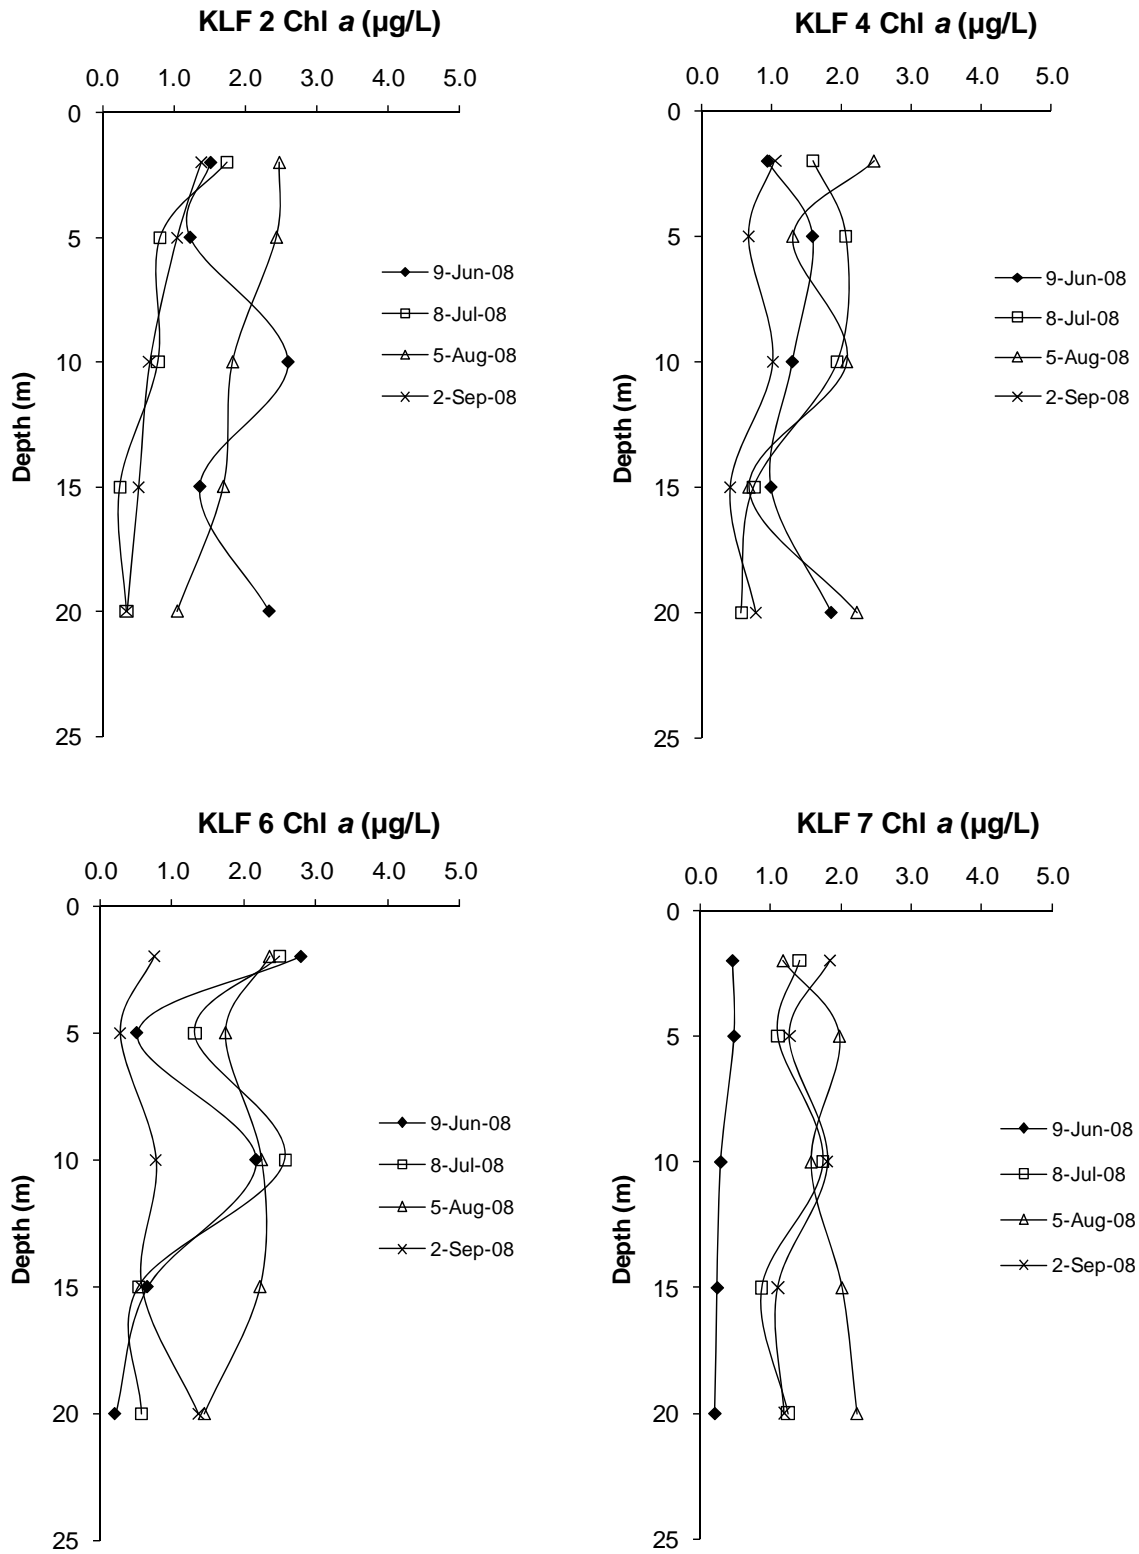 KLF 2 Chl a (µg/L)
0.0 1.0 2.0 3.0 4.0 5.0
0
5
10
15
20
25
Depth (m)
9-Jun-08
8-Jul-08
5-Aug-08
2-Sep-08
KLF 4 Chl a (µg/L)
0.0 1.0 2.0 3.0 4.0 5.0
0
5
10
15
20
25
Depth (m)
9-Jun-08
8-Jul-08
5-Aug-08
2-Sep-08
KLF 6 Chl a (µg/L)
0.0 1.0 2.0 3.0 4.0 5.0
0
5
10
15
20
25
Depth (m)
9-Jun-08
8-Jul-08
5-Aug-08
2-Sep-08
KLF 7 Chl a (µg/L)
0.0 1.0 2.0 3.0 4.0 5.0
0
5
10
15
20
25
Depth (m)
9-Jun-08
8-Jul-08
5-Aug-08
2-Sep-08